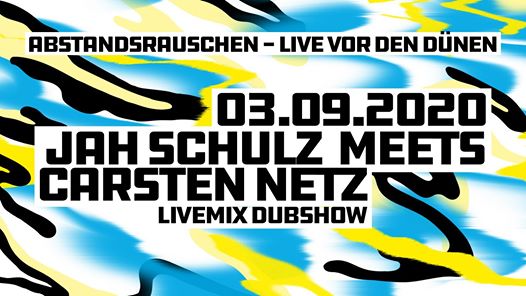 ABSTANDSRAUSCHEN – LIVE VOR DEN DÜNEN
03.09.2020
JAH SCHULZ MEETS
CARSTEN NETZ
LIVEMIX DUBSHOW